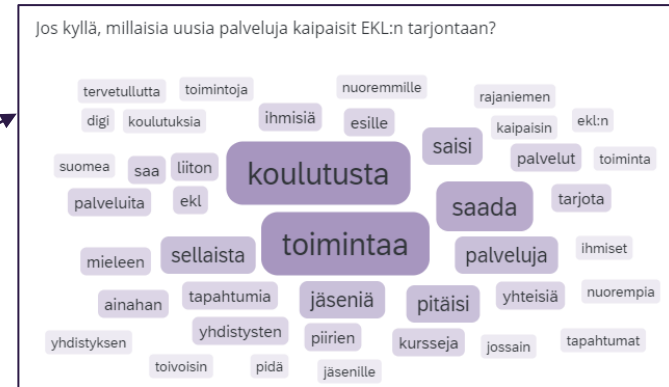 Jos kyllä, millaisia uusia palveluja kaipaisit EKL:n tarjontaan?
tervetullutta toimintoja nuoremmille rajaniemen
digi koulutuksia ihmisiä esille kaipaisin ekl:n
suomea saa liiton koulutusta saisi palvelut toiminta
palveluita ekl saada tarjota
mieleen sellaista toimintaa palveluja ihmiset
ainahan tapahtumia jäseniä pitäisi yhteisiä nuorempia
yhdistyksen yhdistysten piirien kursseja jossain tapahtumat
toivoisin pidä jäsenille